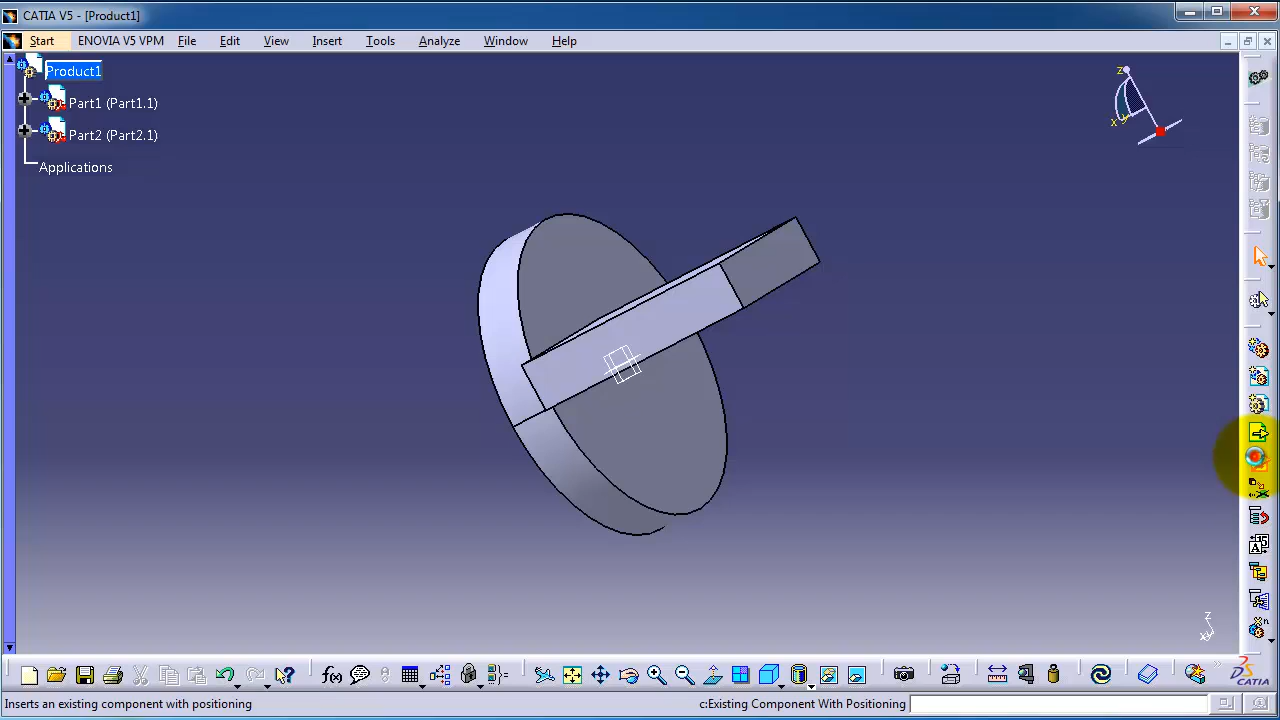 CATIA V5 - [Product1]
Start ENOVIA V5 VPM File Edit View Insert Tools Analyze Window Help
Product1
Part1 (Part1.1)
Part2 (Part2.1)
Applications
z
x y
z
x y
f(x)
CATIA
Inserts an existing component with positioning
c:Existing Component With Positioning